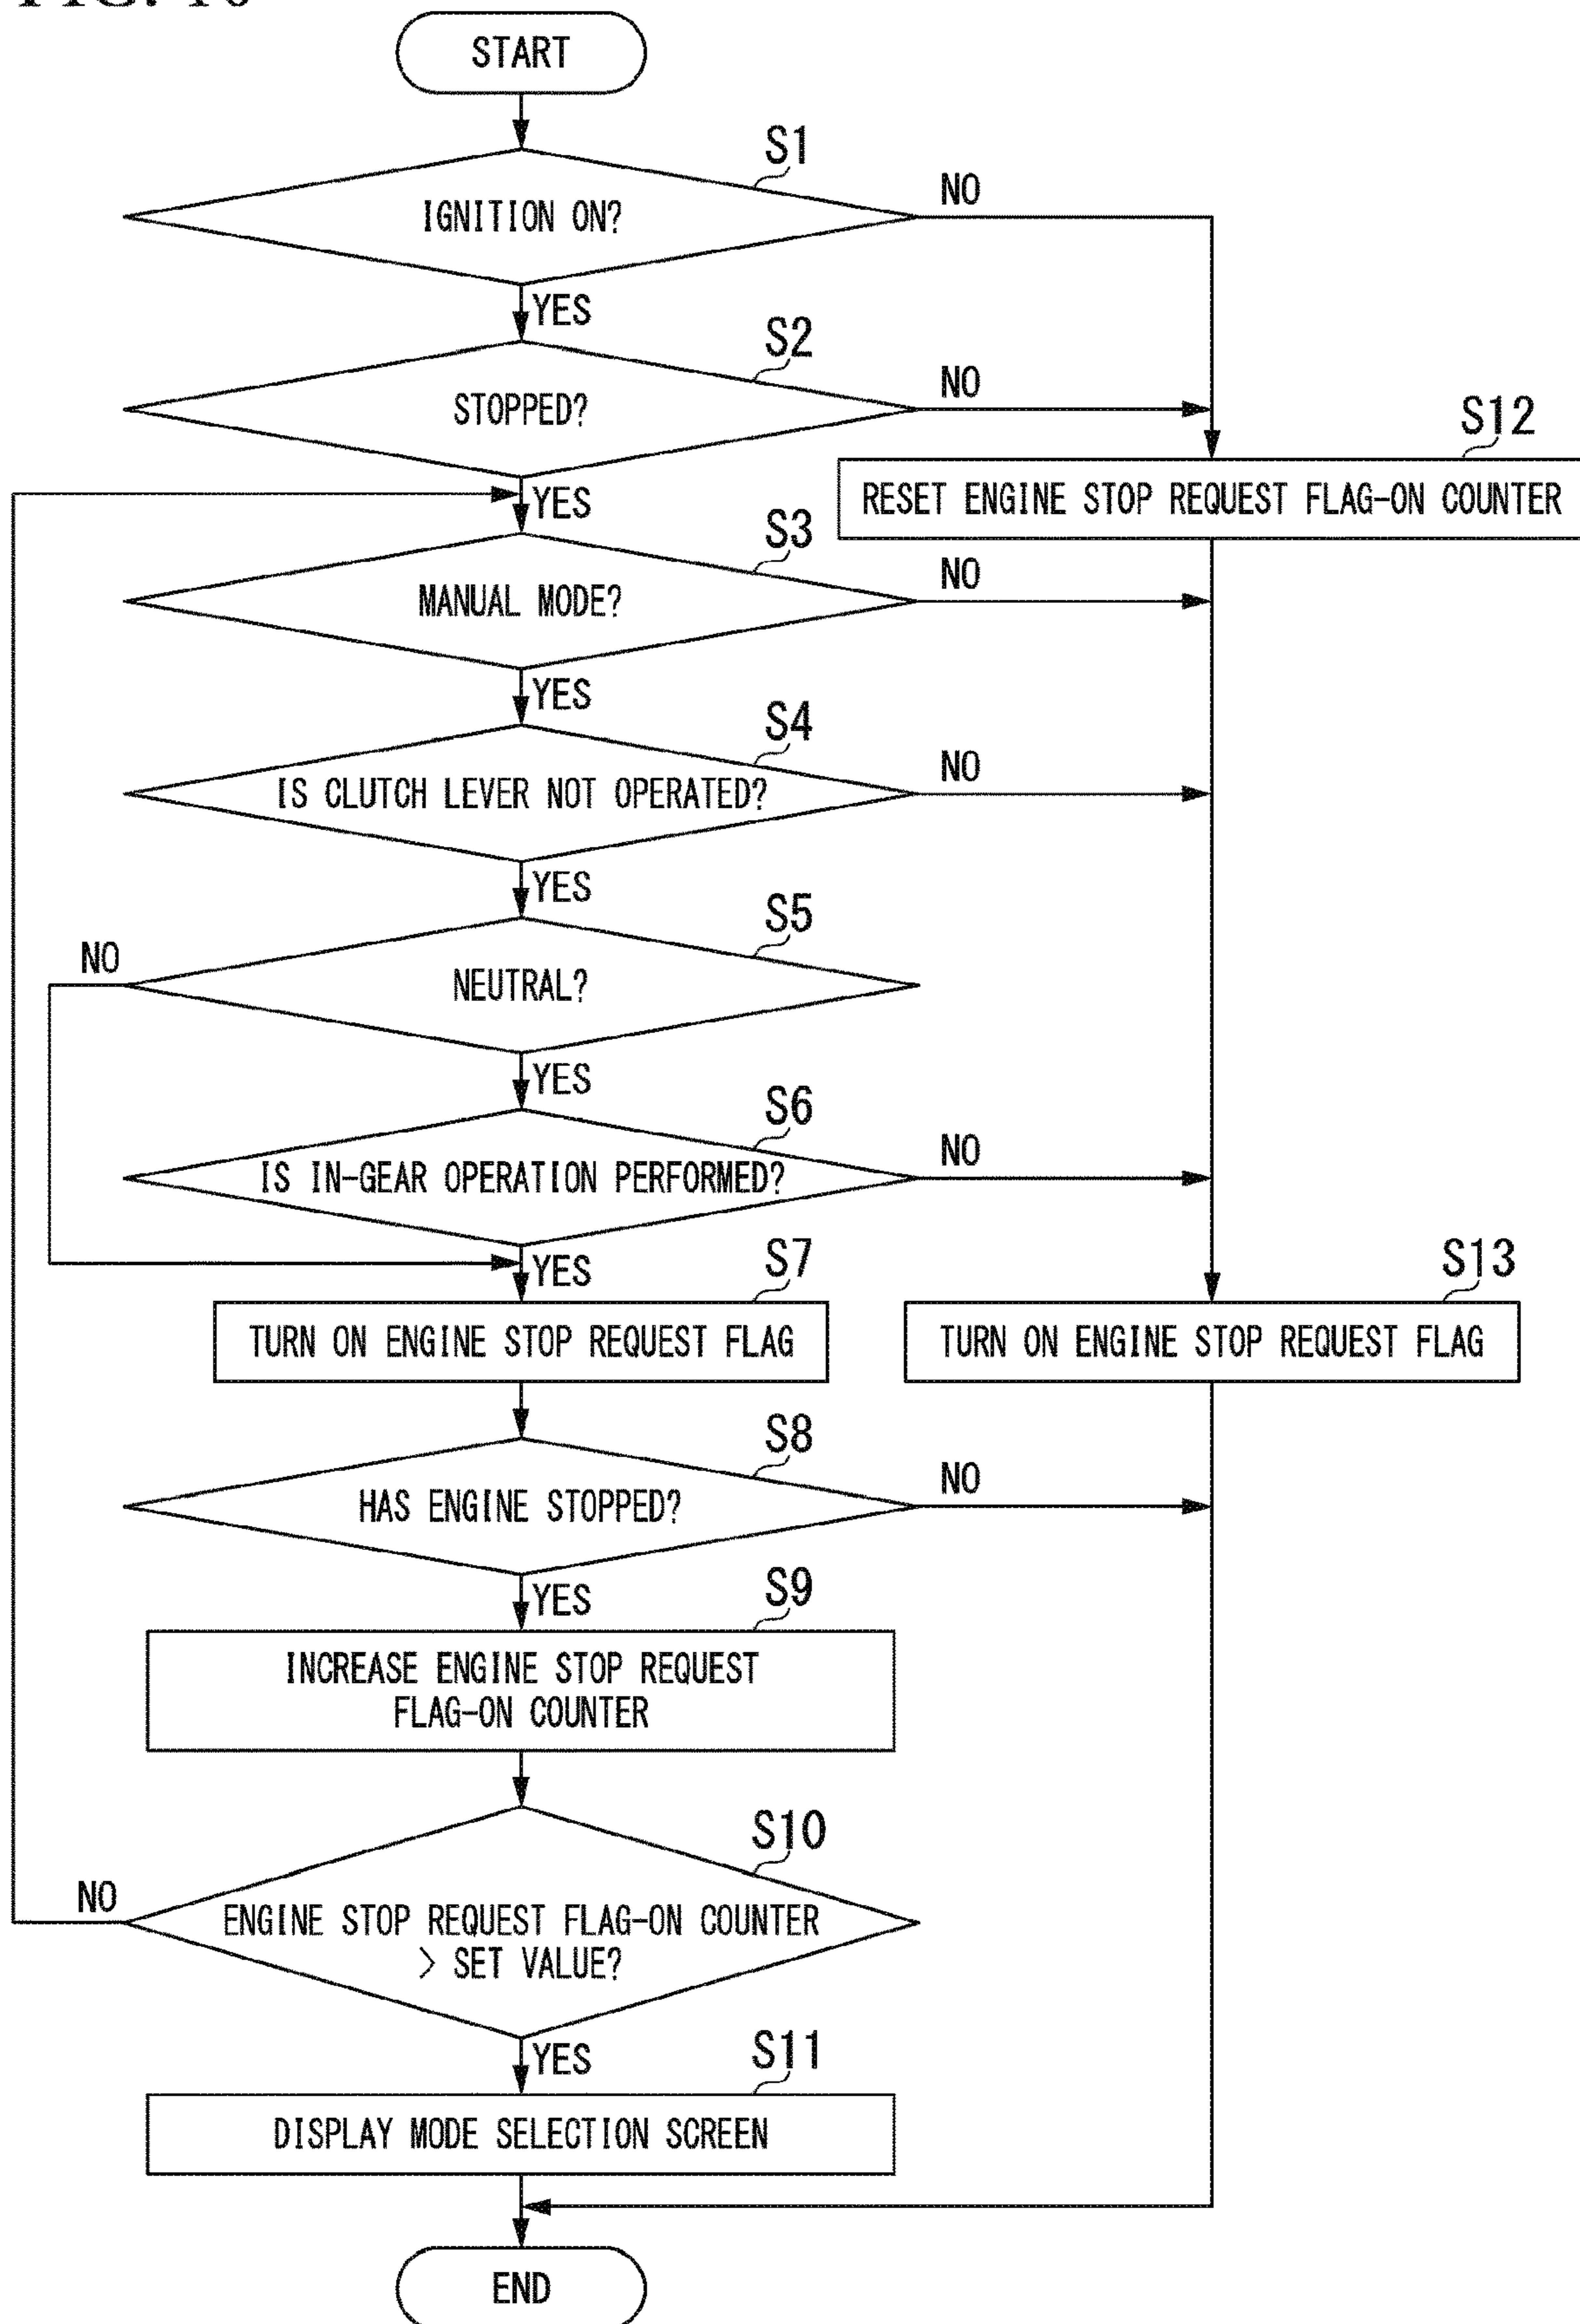 START
S1
IGNITION ON?
NO
YES
S2
STOPPED?
NO
YES
S12
RESET ENGINE STOP REQUEST FLAG-ON COUNTER
S3
MANUAL MODE?
NO
YES
S4
IS CLUTCH LEVER NOT OPERATED?
NO
YES
S5
NO
NEUTRAL?
YES
S6
IS IN-GEAR OPERATION PERFORMED?
NO
YES
S7
TURN ON ENGINE STOP REQUEST FLAG
S13
TURN ON ENGINE STOP REQUEST FLAG
S8
HAS ENGINE STOPPED?
NO
YES
S9
INCREASE ENGINE STOP REQUEST
FLAG-ON COUNTER
S10
NO
ENGINE STOP REQUEST FLAG-ON COUNTER
> SET VALUE?
YES
S11
DISPLAY MODE SELECTION SCREEN
END